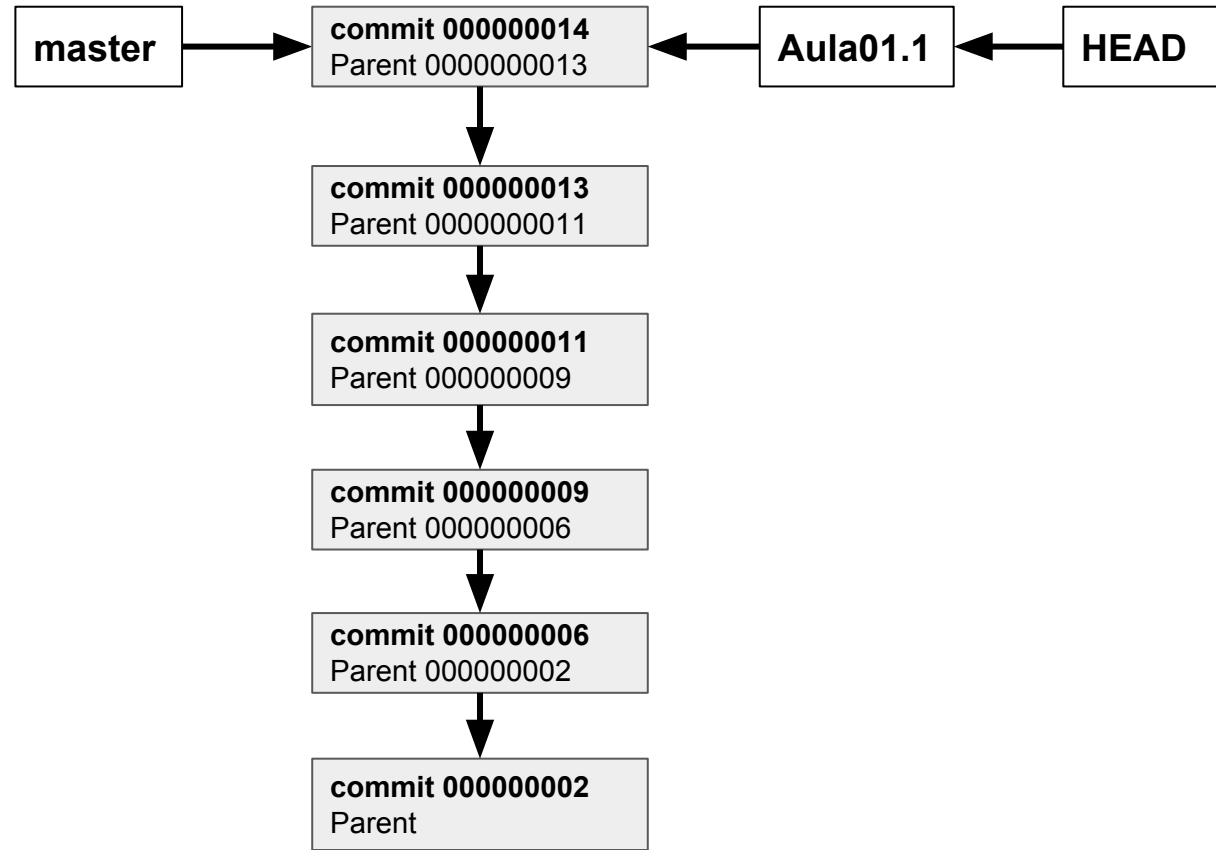 master
commit 000000014
Parent 0000000013
Aula01.1
HEAD
commit 000000013
Parent 0000000011
commit 000000011
Parent 000000009
commit 000000009
Parent 000000006
commit 000000006
Parent 000000002
commit 000000002
Parent